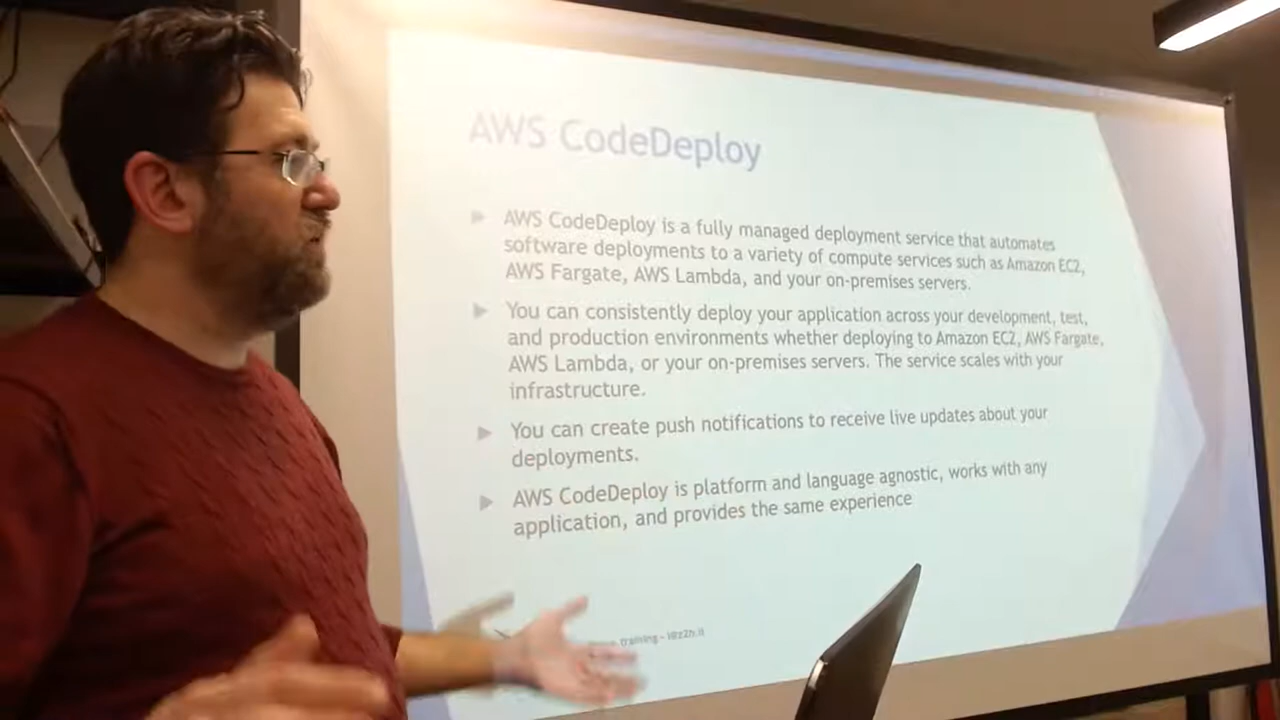 AWS CodeDeploy
AWS CodeDeploy is a fully managed deployment service that automates
software deployments to a variety of compute services such as Amazon EC2,
AWS Fargate, AWS Lambda, and your on-premises servers.
You can consistently deploy your application across your development, test,
and production environments whether deploying to Amazon EC2, AWS Fargate,
AWS Lambda, or your on-premises servers. The service scales with your
infrastructure.
You can create push notifications to receive live updates about your
deployments.
AWS CodeDeploy is platform and language agnostic, works with any
application, and provides the same experience
training -